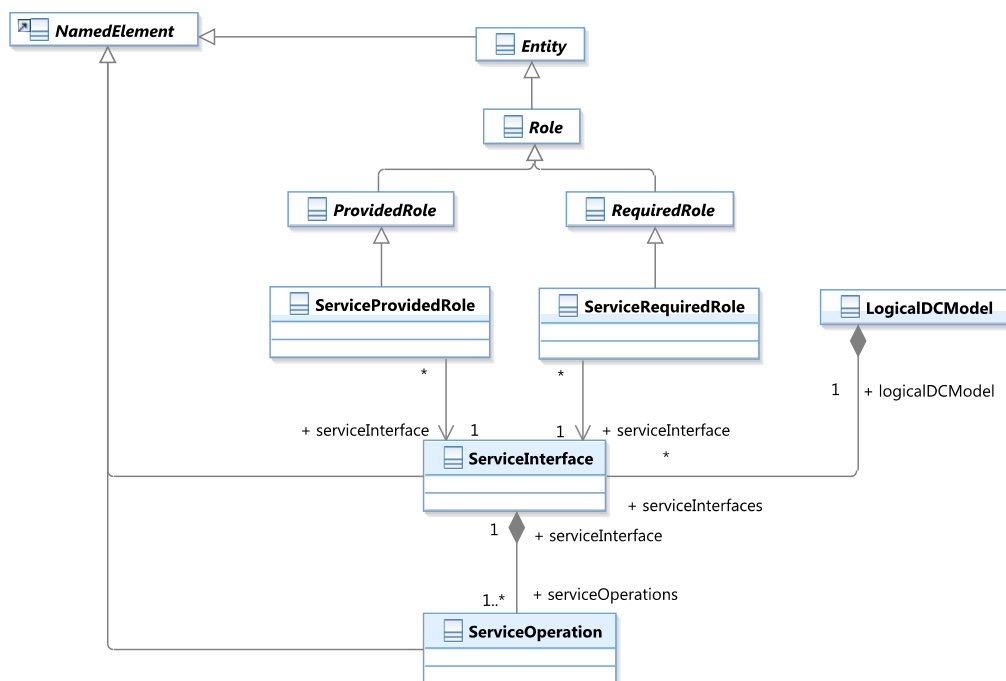 NamedElement
Entity
Role
ProvidedRole
RequiredRole
ServiceProvidedRole
ServiceRequiredRole
LogicalDCModel
*
*
1
+ logicalDCModel
+ serviceInterface
1
1
+ serviceInterface
ServiceInterface
*
+ serviceInterfaces
1
+ serviceInterface
1..*
+ serviceOperations
ServiceOperation